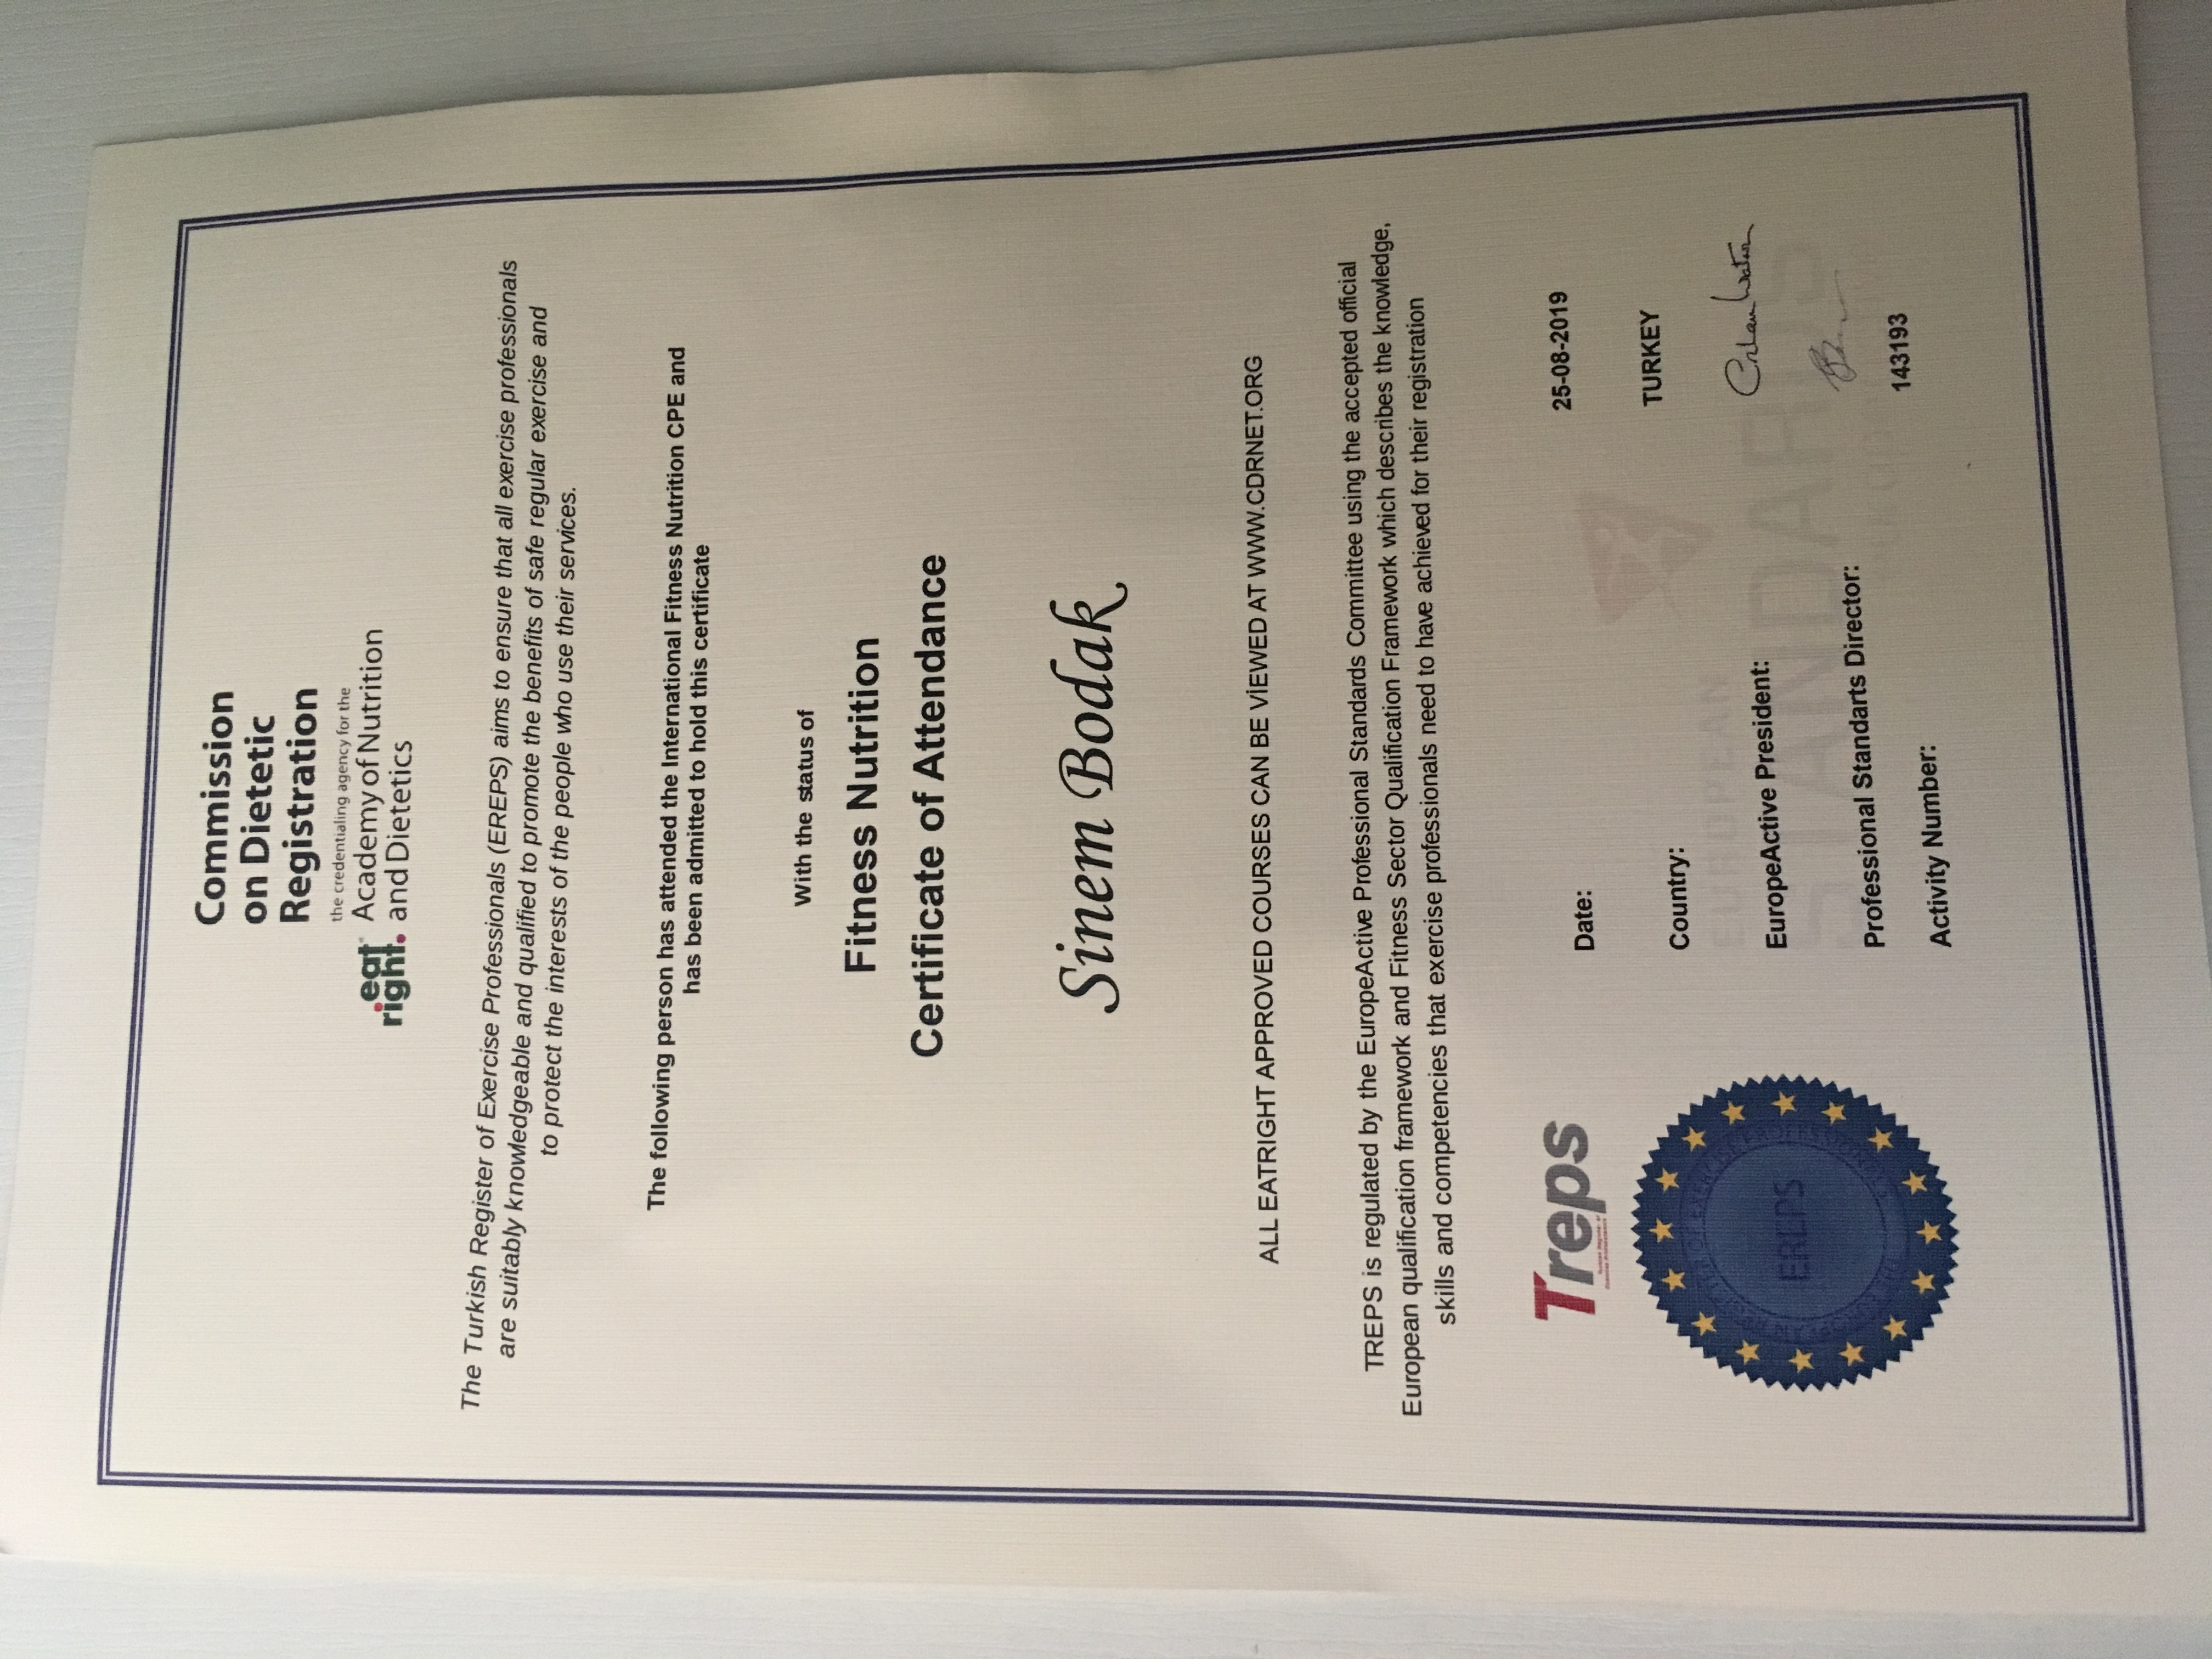 Commission
on Dietetic
Registration
the credentialing agency for the
eat
right.
Academy of Nutrition
and Dietetics
The Turkish Register of Exercise Professionals (EREPS) aims to ensure that all exercise professionals
are suitably knowledgeable and qualified to promote the benefits of safe regular exercise and
to protect the interests of the people who use their services.
The following person has attended the International Fitness Nutrition CPE and
has been admitted to hold this certificate
With the status of
Fitness Nutrition
Certificate of Attendance
Sinem Bodak
ALL EATRIGHT APPROVED COURSES CAN BE VİEWED AT WWW.CDRNET.ORG
TREPS is regulated by the EuropeActive Professional Standards Committee using the accepted official
European qualification framework and Fitness Sector Qualification Framework which describes the knowledge,
skills and competencies that exercise professionals need to have achieved for their registration
Treps
EREPS
Date: 25-08-2019
Country: TURKEY
EuropeActive President:
Professional Standarts Director:
Activity Number: 143193
EUROPEAN
STANDARDS